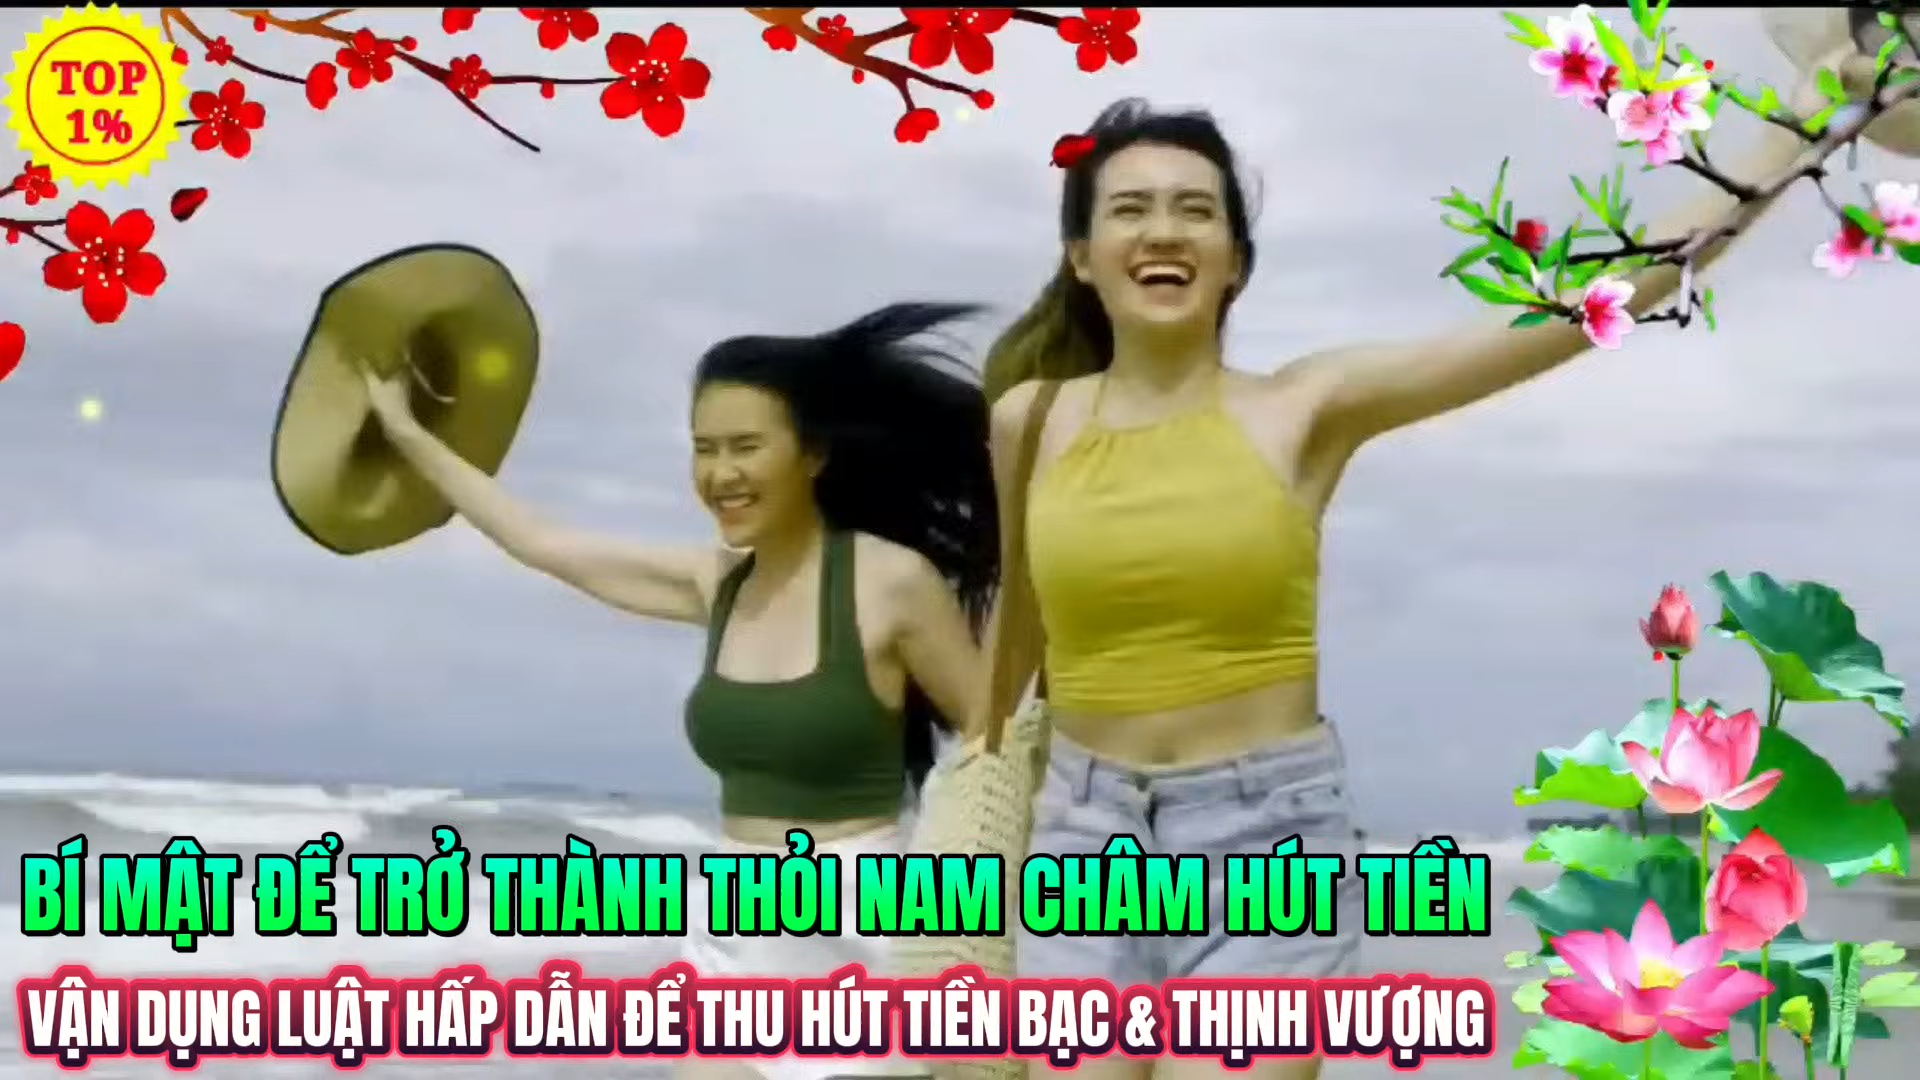 TOP
1%
BÍ MẬT ĐỂ TRỞ THÀNH THỎI NAM CHÂM HÚT TIỀN
VẬN DỤNG LUẬT HẤP DẪN ĐỂ THU HÚT TIỀN BẠC & THỊNH VƯỢNG